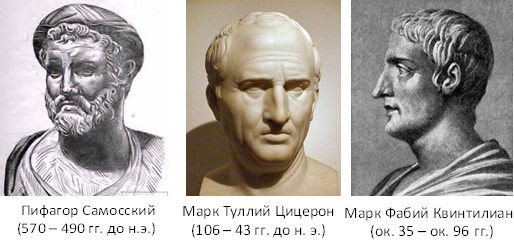 Пифагор Самосский
(570 – 490 гг. до н.э.)
Марк Туллий Цицерон
(106 – 43 гг. до н. э.)
Марк Фабий Квинтилиан
(ок. 35 – ок. 96 гг.)